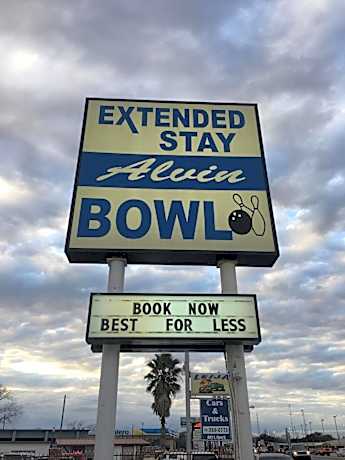 EXTENDED
STAY
Alvin
BOWL
BOOK NOW
BEST FOR LESS
Cars
& Trucks